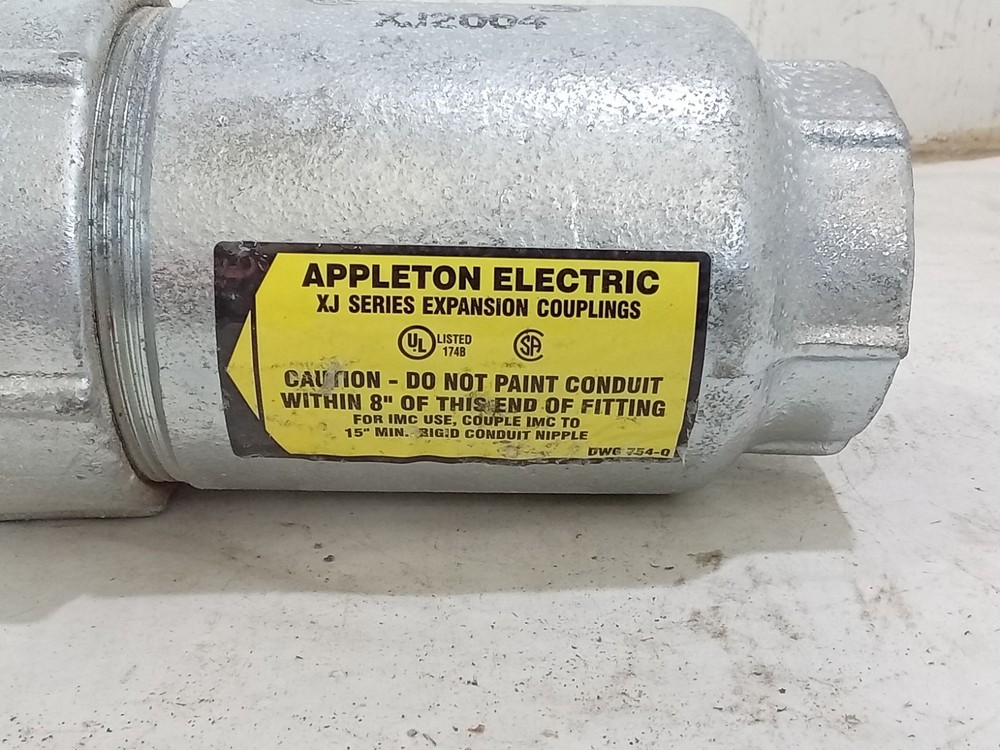 XJ2004
APPLETON ELECTRIC
XJ SERIES EXPANSION COUPLINGS
UL LISTED
174B
SA
CAUTION - DO NOT PAINT CONDUIT
WITHIN 8" OF THIS END OF FITTING
FOR IMC USE, COUPLE IMC TO
15" MIN. RIGID CONDUIT NIPPLE
DWG 754-Q